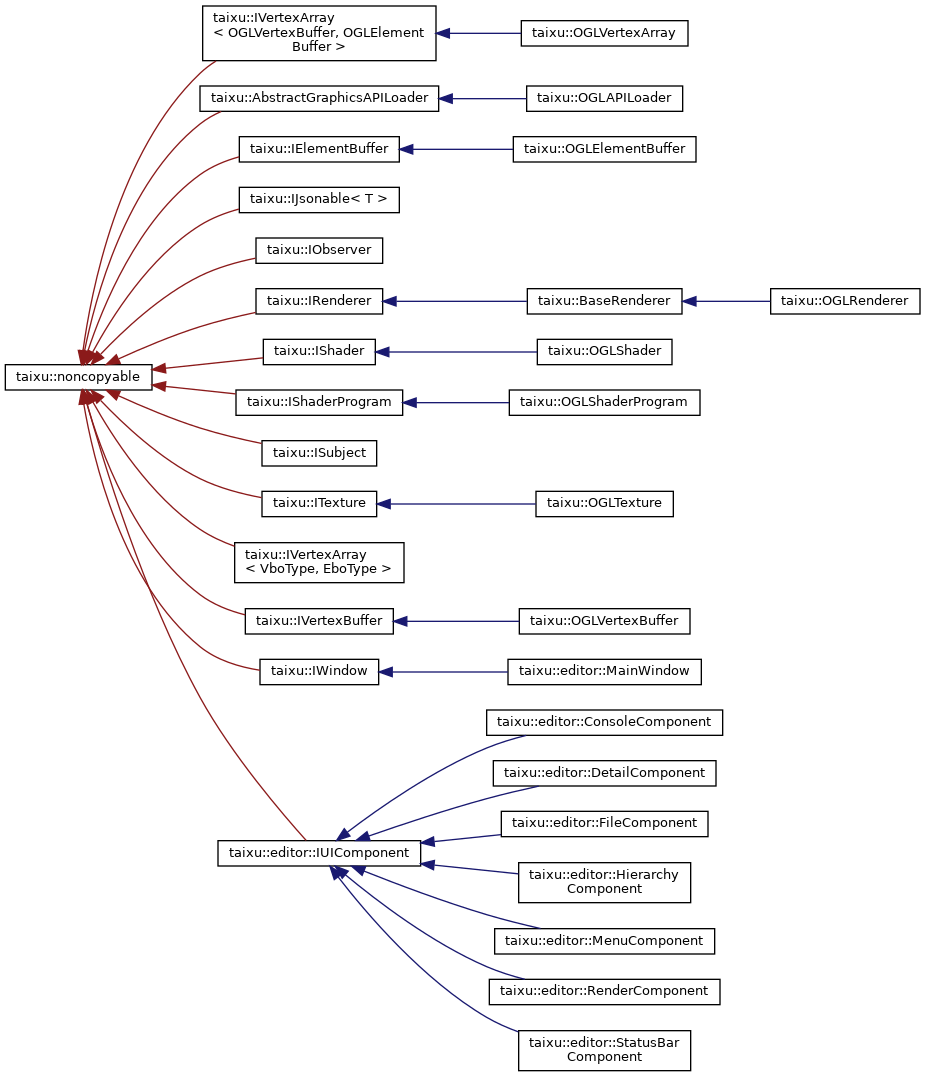 taixu::IVertexArray
< OGLVertexBuffer, OGLElement
Buffer >
taixu::OGLVertexArray
taixu::AbstractGraphicsAPILoader
taixu::OGLAPILoader
taixu::IElementBuffer
taixu::OGLElementBuffer
taixu::IJsonable< T >
taixu::IObserver
taixu::IRenderer
taixu::BaseRenderer
taixu::OGLRenderer
taixu::IShader
taixu::OGLShader
taixu::noncopyable
taixu::IShaderProgram
taixu::OGLShaderProgram
taixu::ISubject
taixu::ITexture
taixu::OGLTexture
taixu::IVertexArray
< VboType, EboType >
taixu::IVertexBuffer
taixu::OGLVertexBuffer
taixu::IWindow
taixu::editor::MainWindow
taixu::editor::ConsoleComponent
taixu::editor::DetailComponent
taixu::editor::FileComponent
taixu::editor::IUIComponent
taixu::editor::Hierarchy
Component
taixu::editor::MenuComponent
taixu::editor::RenderComponent
taixu::editor::StatusBar
Component